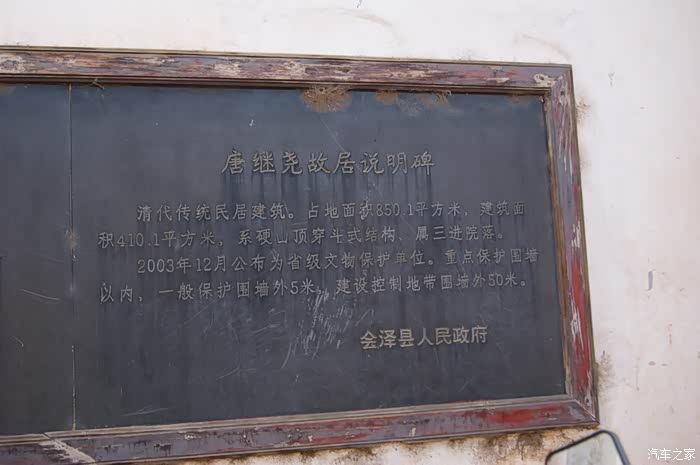 唐继尧故居说明碑
清代传统民居建筑。占地面积850.1平方米，建筑面
积410.1平方米，系硬山顶穿斗式结构、属三进院落。
2003年12月公布为省级文物保护单位。重点保护围墙
以内，一般保护围墙外5米，建设控制地带围墙外50米。
会泽县人民政府
汽车之家